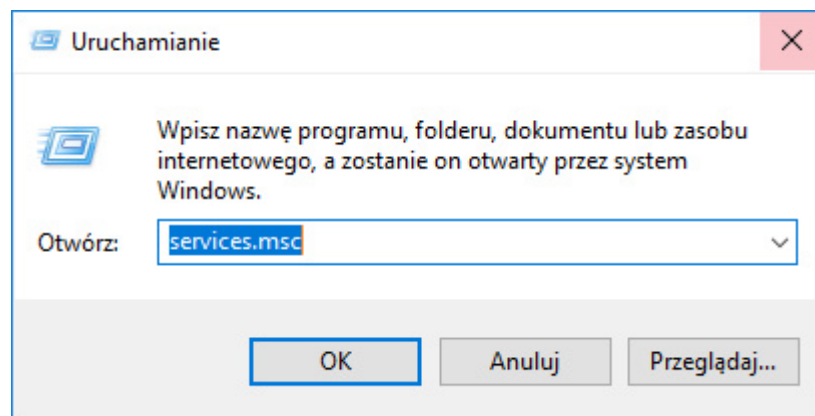 Uruchamianie
Wpisz nazwę programu, folderu, dokumentu lub zasobu
internetowego, a zostanie on otwarty przez system
Windows.
Otwórz: services.msc
OK Anuluj Przeglądaj...